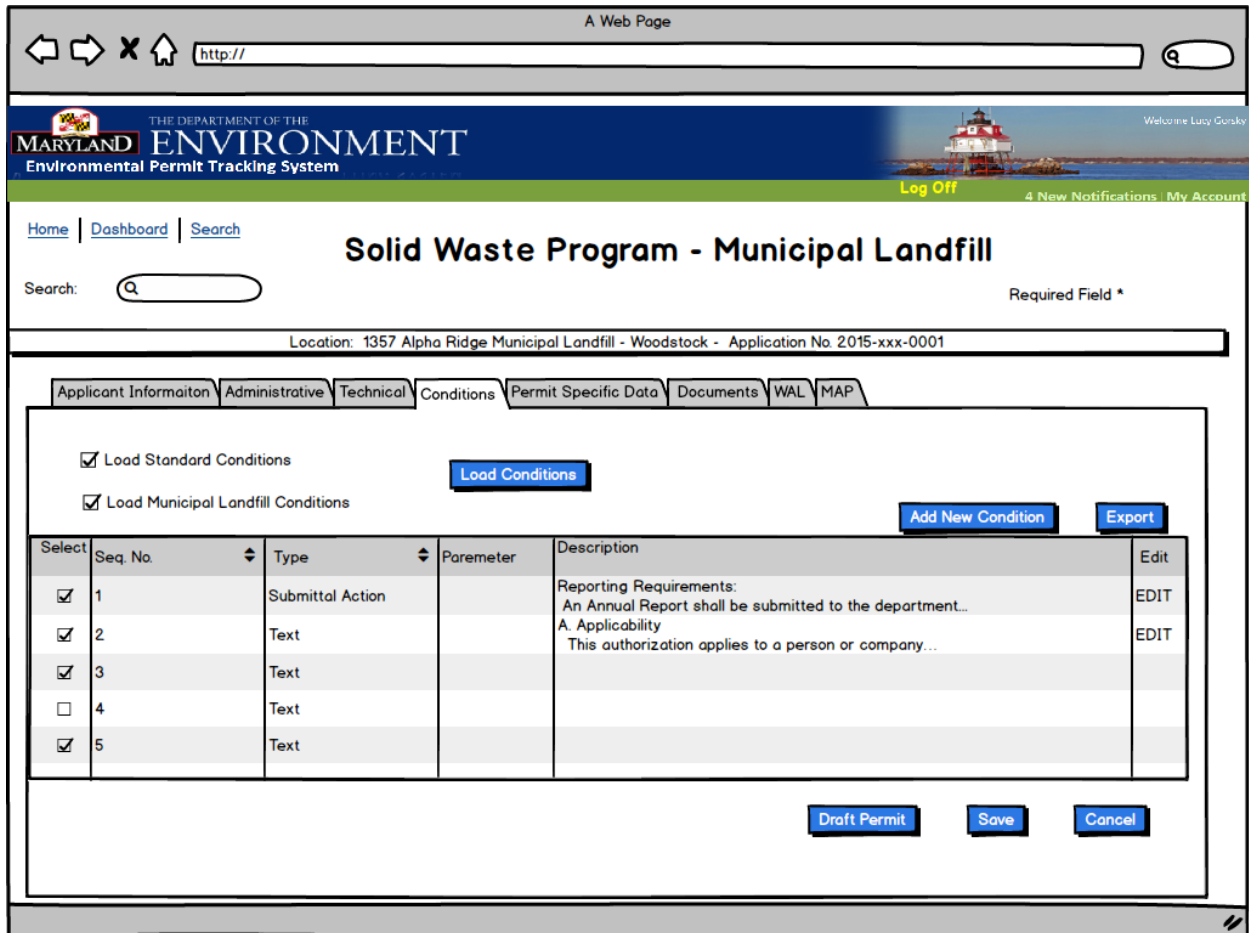 A Web Page
http://
THE DEPARTMENT OF THE
MARYLAND ENVIRONMENT
Environmental Permit Tracking System
Welcome Lucy Gorsky
Log Off
4 New Notifications | My Account
Home | Dashboard | Search
Solid Waste Program - Municipal Landfill
Search:
Required Field *
Location: 1357 Alpha Ridge Municipal Landfill - Woodstock - Application No. 2015-xxx-0001
Applicant Informaiton Administrative Technical Conditions Permit Specific Data Documents WAL MAP
Load Standard Conditions
Load Conditions
Load Municipal Landfill Conditions
Add New Condition Export
Select Seq. No. Type Paremeter Description Edit
1 Submittal Action Reporting Requirements: EDIT
An Annual Report shall be submitted to the department...
2 Text A. Applicability EDIT
This authorization applies to a person or company...
3 Text
4 Text
5 Text
Draft Permit Save Cancel